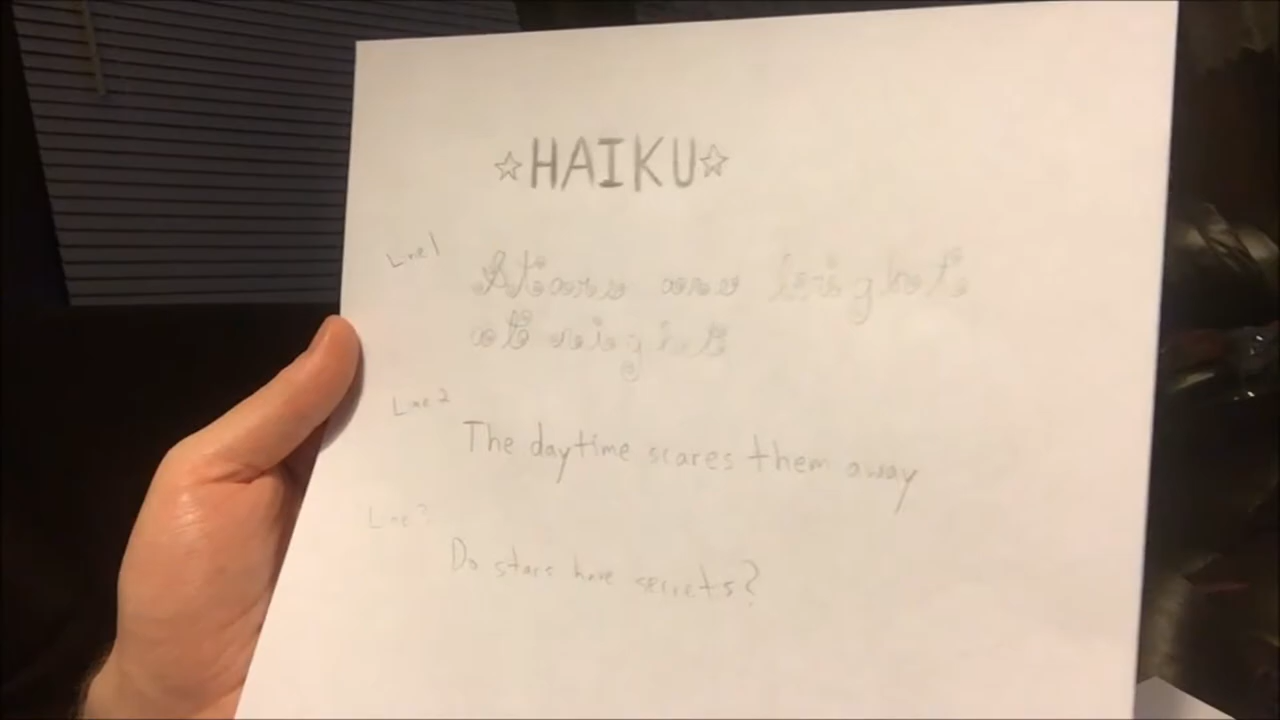 ☆HAIKU☆
Line 1
Stars are bright
at night
Line 2
The daytime scares them away
Line 3
Do stars have secrets?